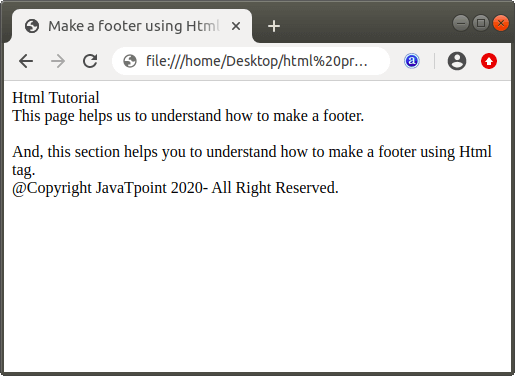 Make a footer using Html
file:///home/Desktop/html%20pr…
a
Html Tutorial
This page helps us to understand how to make a footer.
And, this section helps you to understand how to make a footer using Html
tag.
@Copyright JavaTpoint 2020- All Right Reserved.